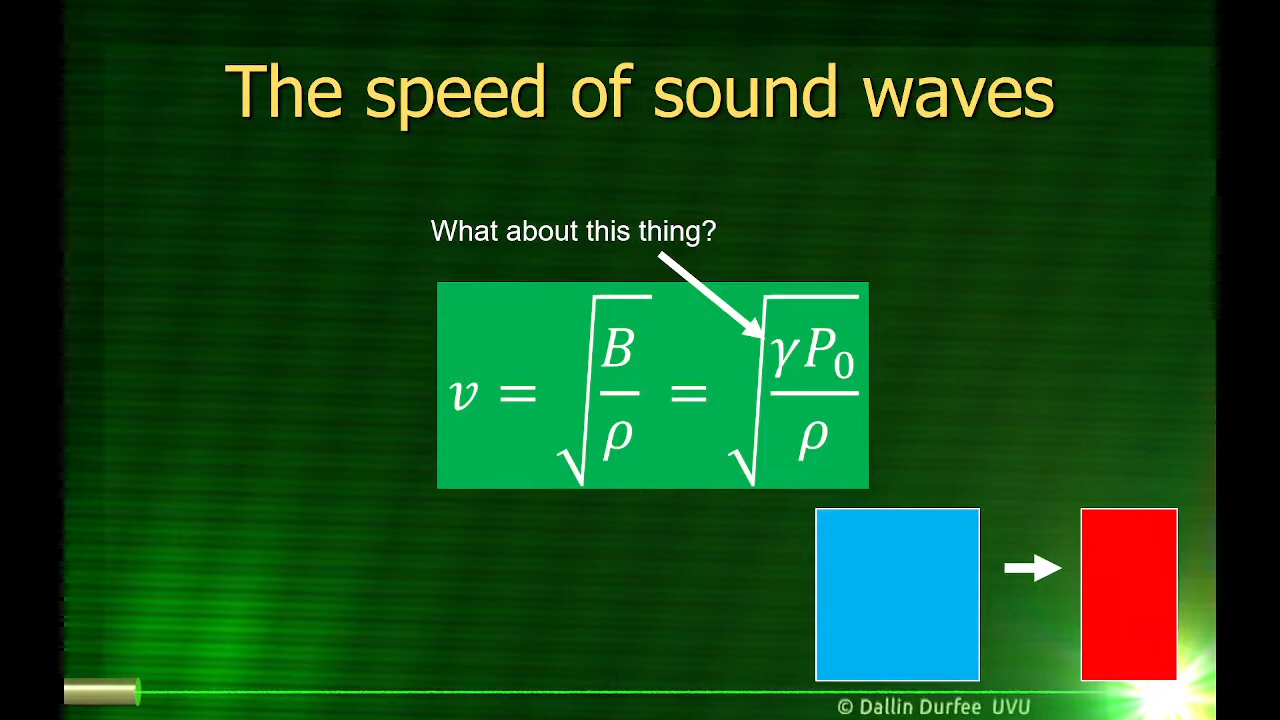 The speed of sound waves
What about this thing?
v = √(B/ρ) = √(γP₀/ρ)
© Dallin Durfee UVU